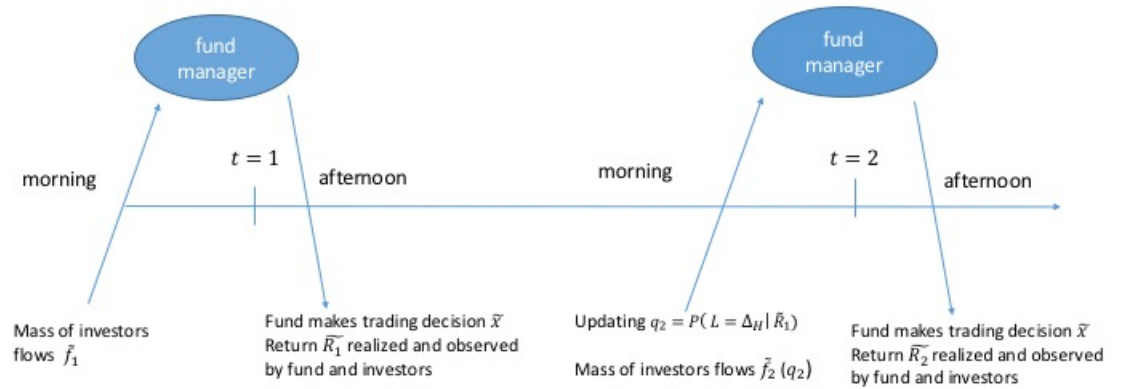 fund
manager
fund
manager
t = 1
t = 2
morning
afternoon
morning
afternoon
Mass of investors
flows f̃₁
Fund makes trading decision x̃
Return R̃₁ realized and observed
by fund and investors
Updating q₂ = P( L = Δ_H | R̃₁)
Mass of investors flows f̃₂ (q₂)
Fund makes trading decision x̃
Return R̃₂ realized and observed
by fund and investors